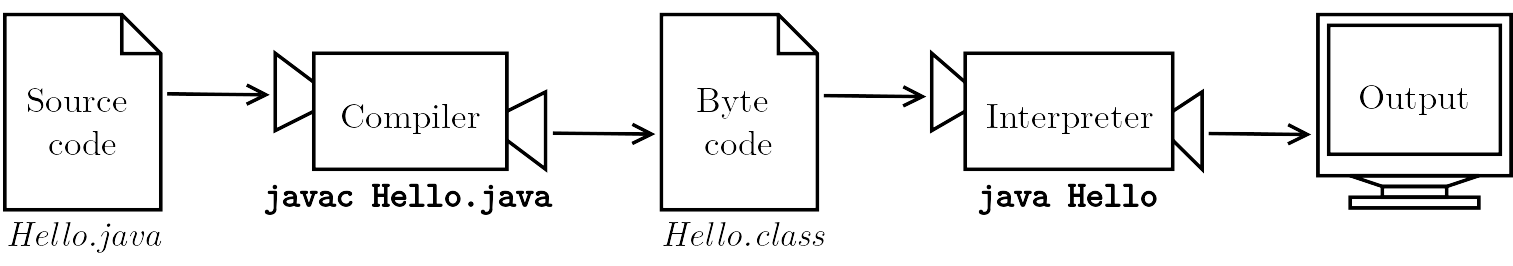 Source
code
Hello.java
Compiler
javac Hello.java
Byte
code
Hello.class
Interpreter
java Hello
Output